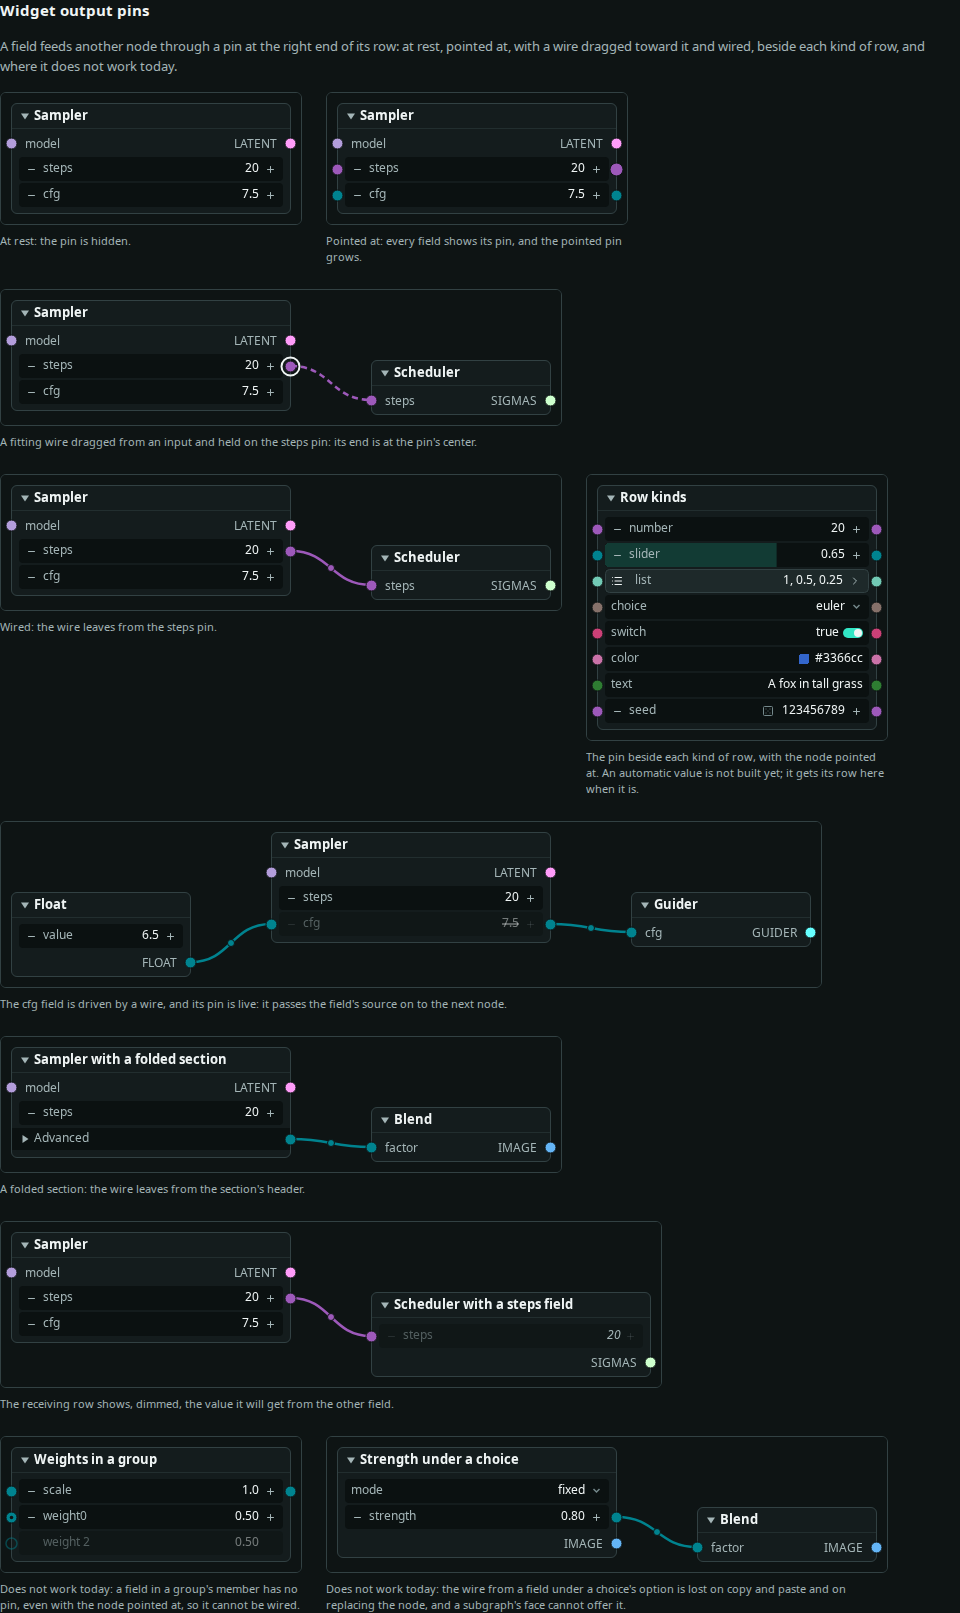 Widget output pins
A field feeds another node through a pin at the right end of its row: at rest, pointed at, with a wire dragged toward it and wired, beside each kind of row, and
where it does not work today.
Sampler
model LATENT
– steps 20 +
– cfg 7.5 +
At rest: the pin is hidden.
Sampler
model LATENT
– steps 20 +
– cfg 7.5 +
Pointed at: every field shows its pin, and the pointed pin
grows.
Sampler
model LATENT
– steps 20 +
– cfg 7.5 +
Scheduler
steps SIGMAS
A fitting wire dragged from an input and held on the steps pin: its end is at the pin's center.
Sampler
model LATENT
– steps 20 +
– cfg 7.5 +
Scheduler
steps SIGMAS
Wired: the wire leaves from the steps pin.
Row kinds
– number 20 +
– slider 0.65 +
list 1, 0.5, 0.25
choice euler
switch true
color #3366cc
text A fox in tall grass
– seed 123456789 +
The pin beside each kind of row, with the node pointed
at. An automatic value is not built yet; it gets its row here
when it is.
Float
– value 6.5 +
FLOAT
Sampler
model LATENT
– steps 20 +
– cfg 7.5 +
Guider
cfg GUIDER
The cfg field is driven by a wire, and its pin is live: it passes the field's source on to the next node.
Sampler with a folded section
model LATENT
– steps 20 +
Advanced
Blend
factor IMAGE
A folded section: the wire leaves from the section's header.
Sampler
model LATENT
– steps 20 +
– cfg 7.5 +
Scheduler with a steps field
– steps 20 +
SIGMAS
The receiving row shows, dimmed, the value it will get from the other field.
Weights in a group
– scale 1.0 +
– weight0 0.50 +
weight 2 0.50
Does not work today: a field in a group's member has no
pin, even with the node pointed at, so it cannot be wired.
Strength under a choice
mode fixed
– strength 0.80 +
IMAGE
Blend
factor IMAGE
Does not work today: the wire from a field under a choice's option is lost on copy and paste and on
replacing the node, and a subgraph's face cannot offer it.